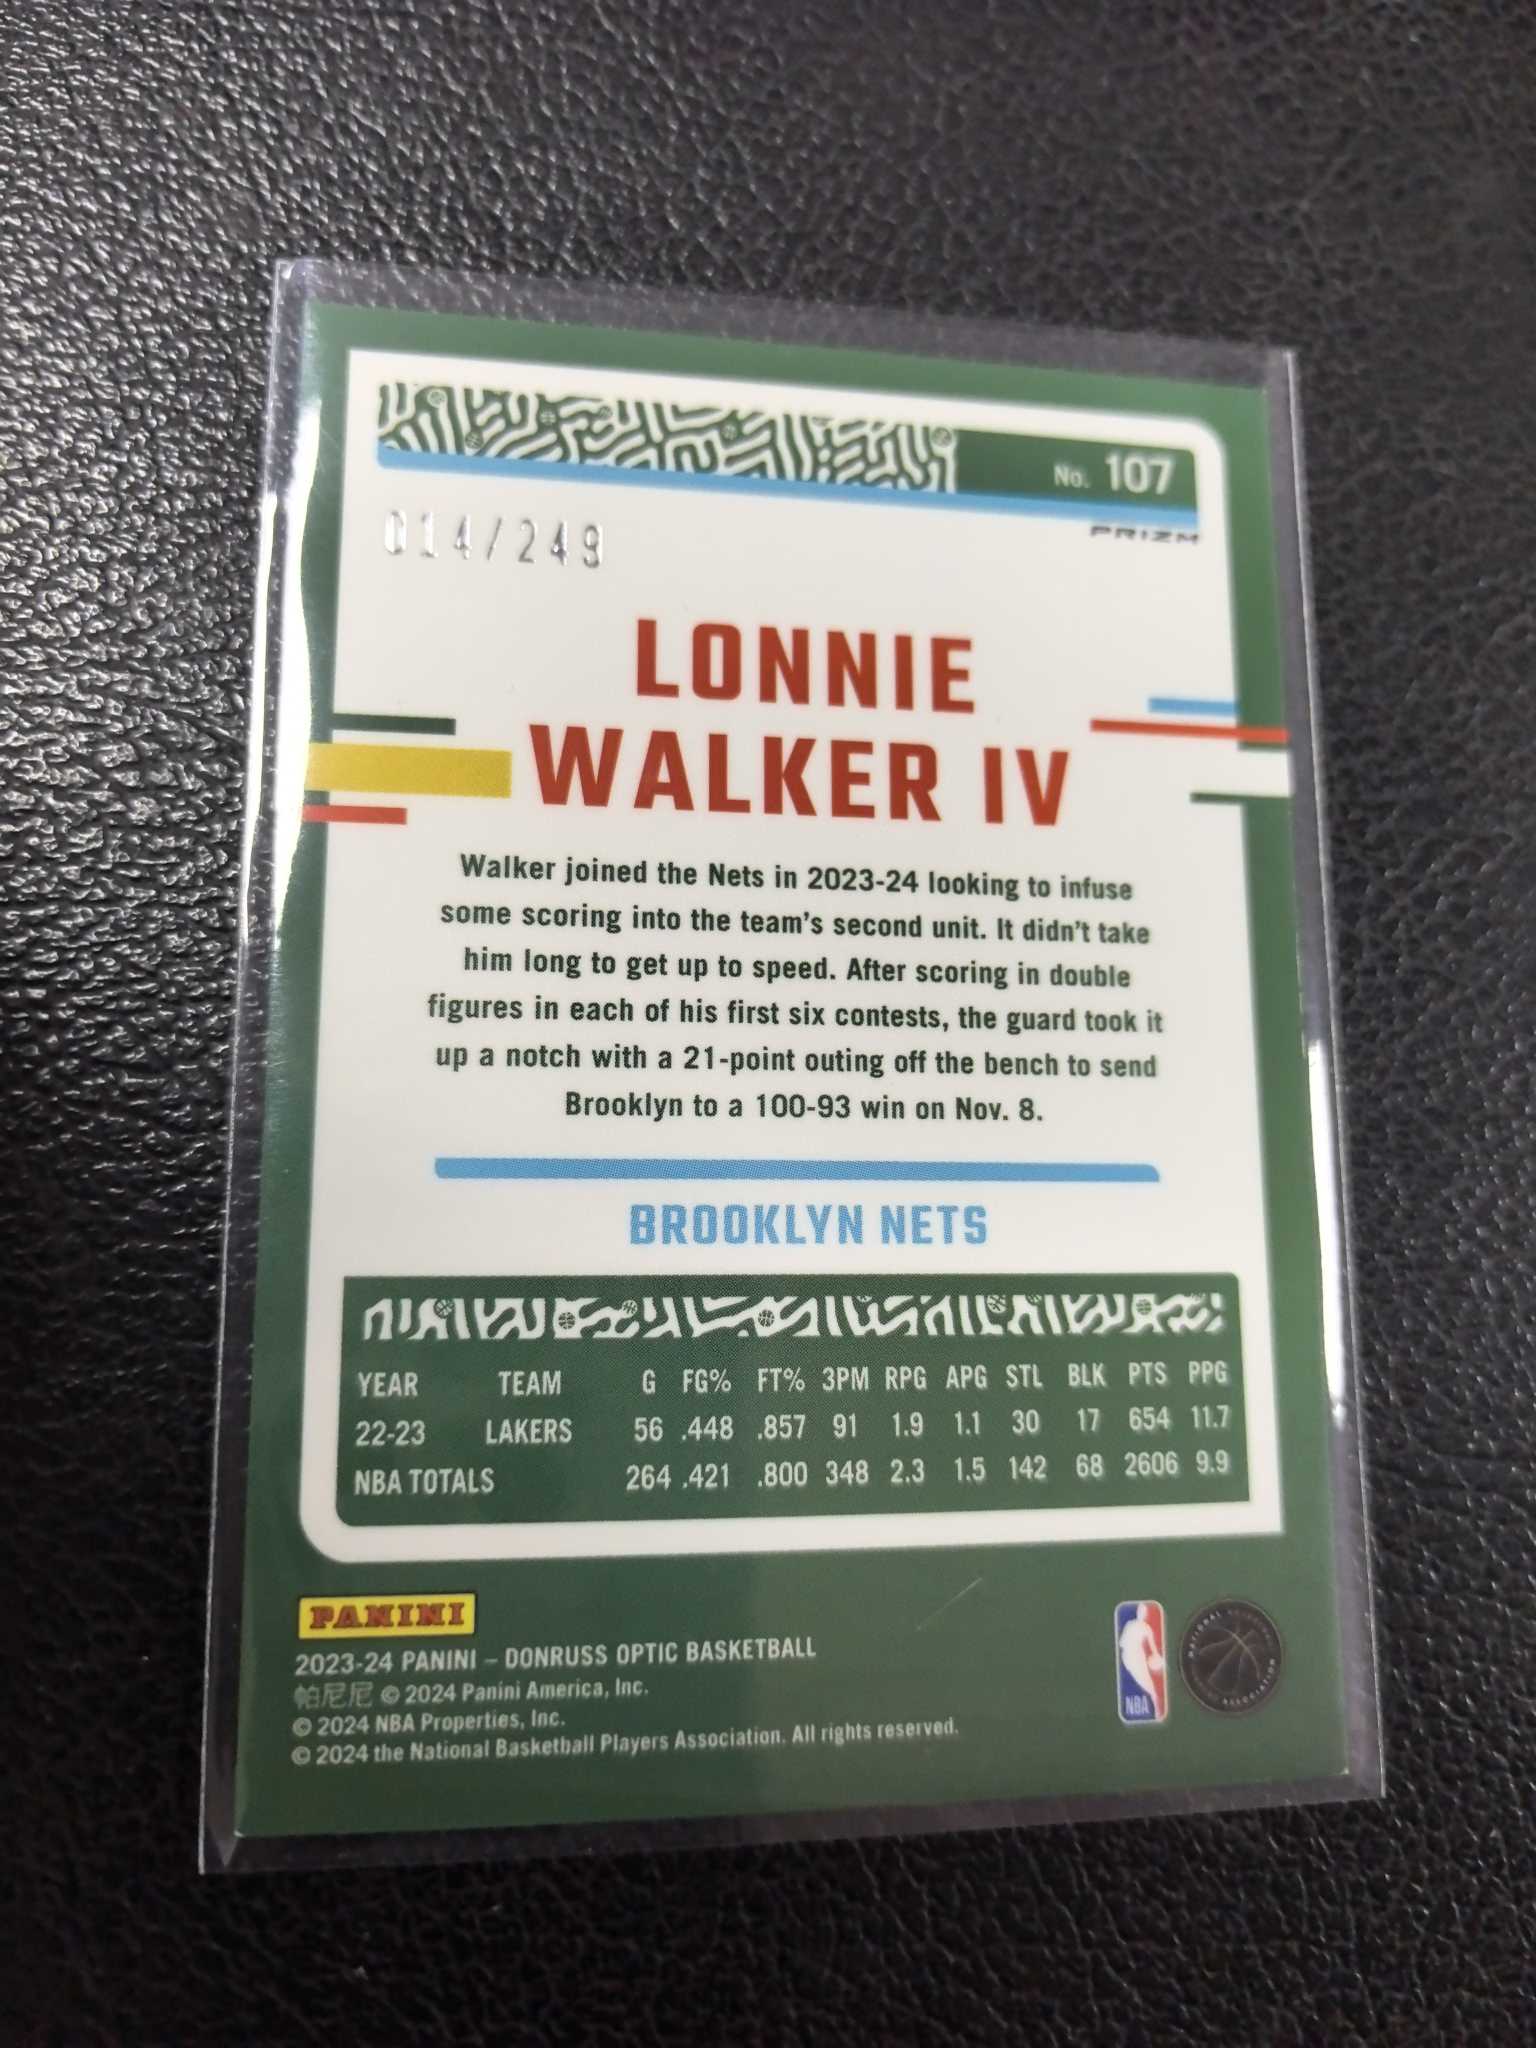 No. 107
PRIZM
014/249
LONNIE
WALKER IV
Walker joined the Nets in 2023-24 looking to infuse
some scoring into the team's second unit. It didn't take
him long to get up to speed. After scoring in double
figures in each of his first six contests, the guard took it
up a notch with a 21-point outing off the bench to send
Brooklyn to a 100-93 win on Nov. 8.
BROOKLYN NETS
YEAR TEAM G FG% FT% 3PM RPG APG STL BLK PTS PPG
22-23 LAKERS 56 .448 .857 91 1.9 1.1 30 17 654 11.7
NBA TOTALS 264 .421 .800 348 2.3 1.5 142 68 2606 9.9
PANINI
2023-24 PANINI – DONRUSS OPTIC BASKETBALL
帕尼尼 © 2024 Panini America, Inc.
© 2024 NBA Properties, Inc.
© 2024 the National Basketball Players Association. All rights reserved.
NBA
NATIONAL
ASSOCIATION